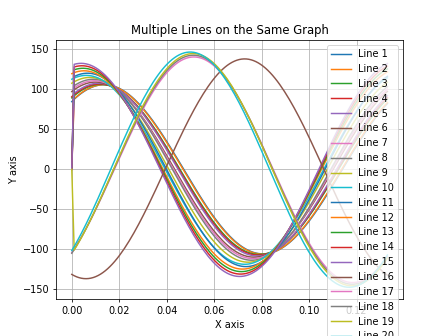 Multiple Lines on the Same Graph
Y axis
150
100
50
0
−50
−100
−150
0.00
0.02
0.04
0.06
0.08
0.10
X axis
Line 1
Line 2
Line 3
Line 4
Line 5
Line 6
Line 7
Line 8
Line 9
Line 10
Line 11
Line 12
Line 13
Line 14
Line 15
Line 16
Line 17
Line 18
Line 19
Line 20